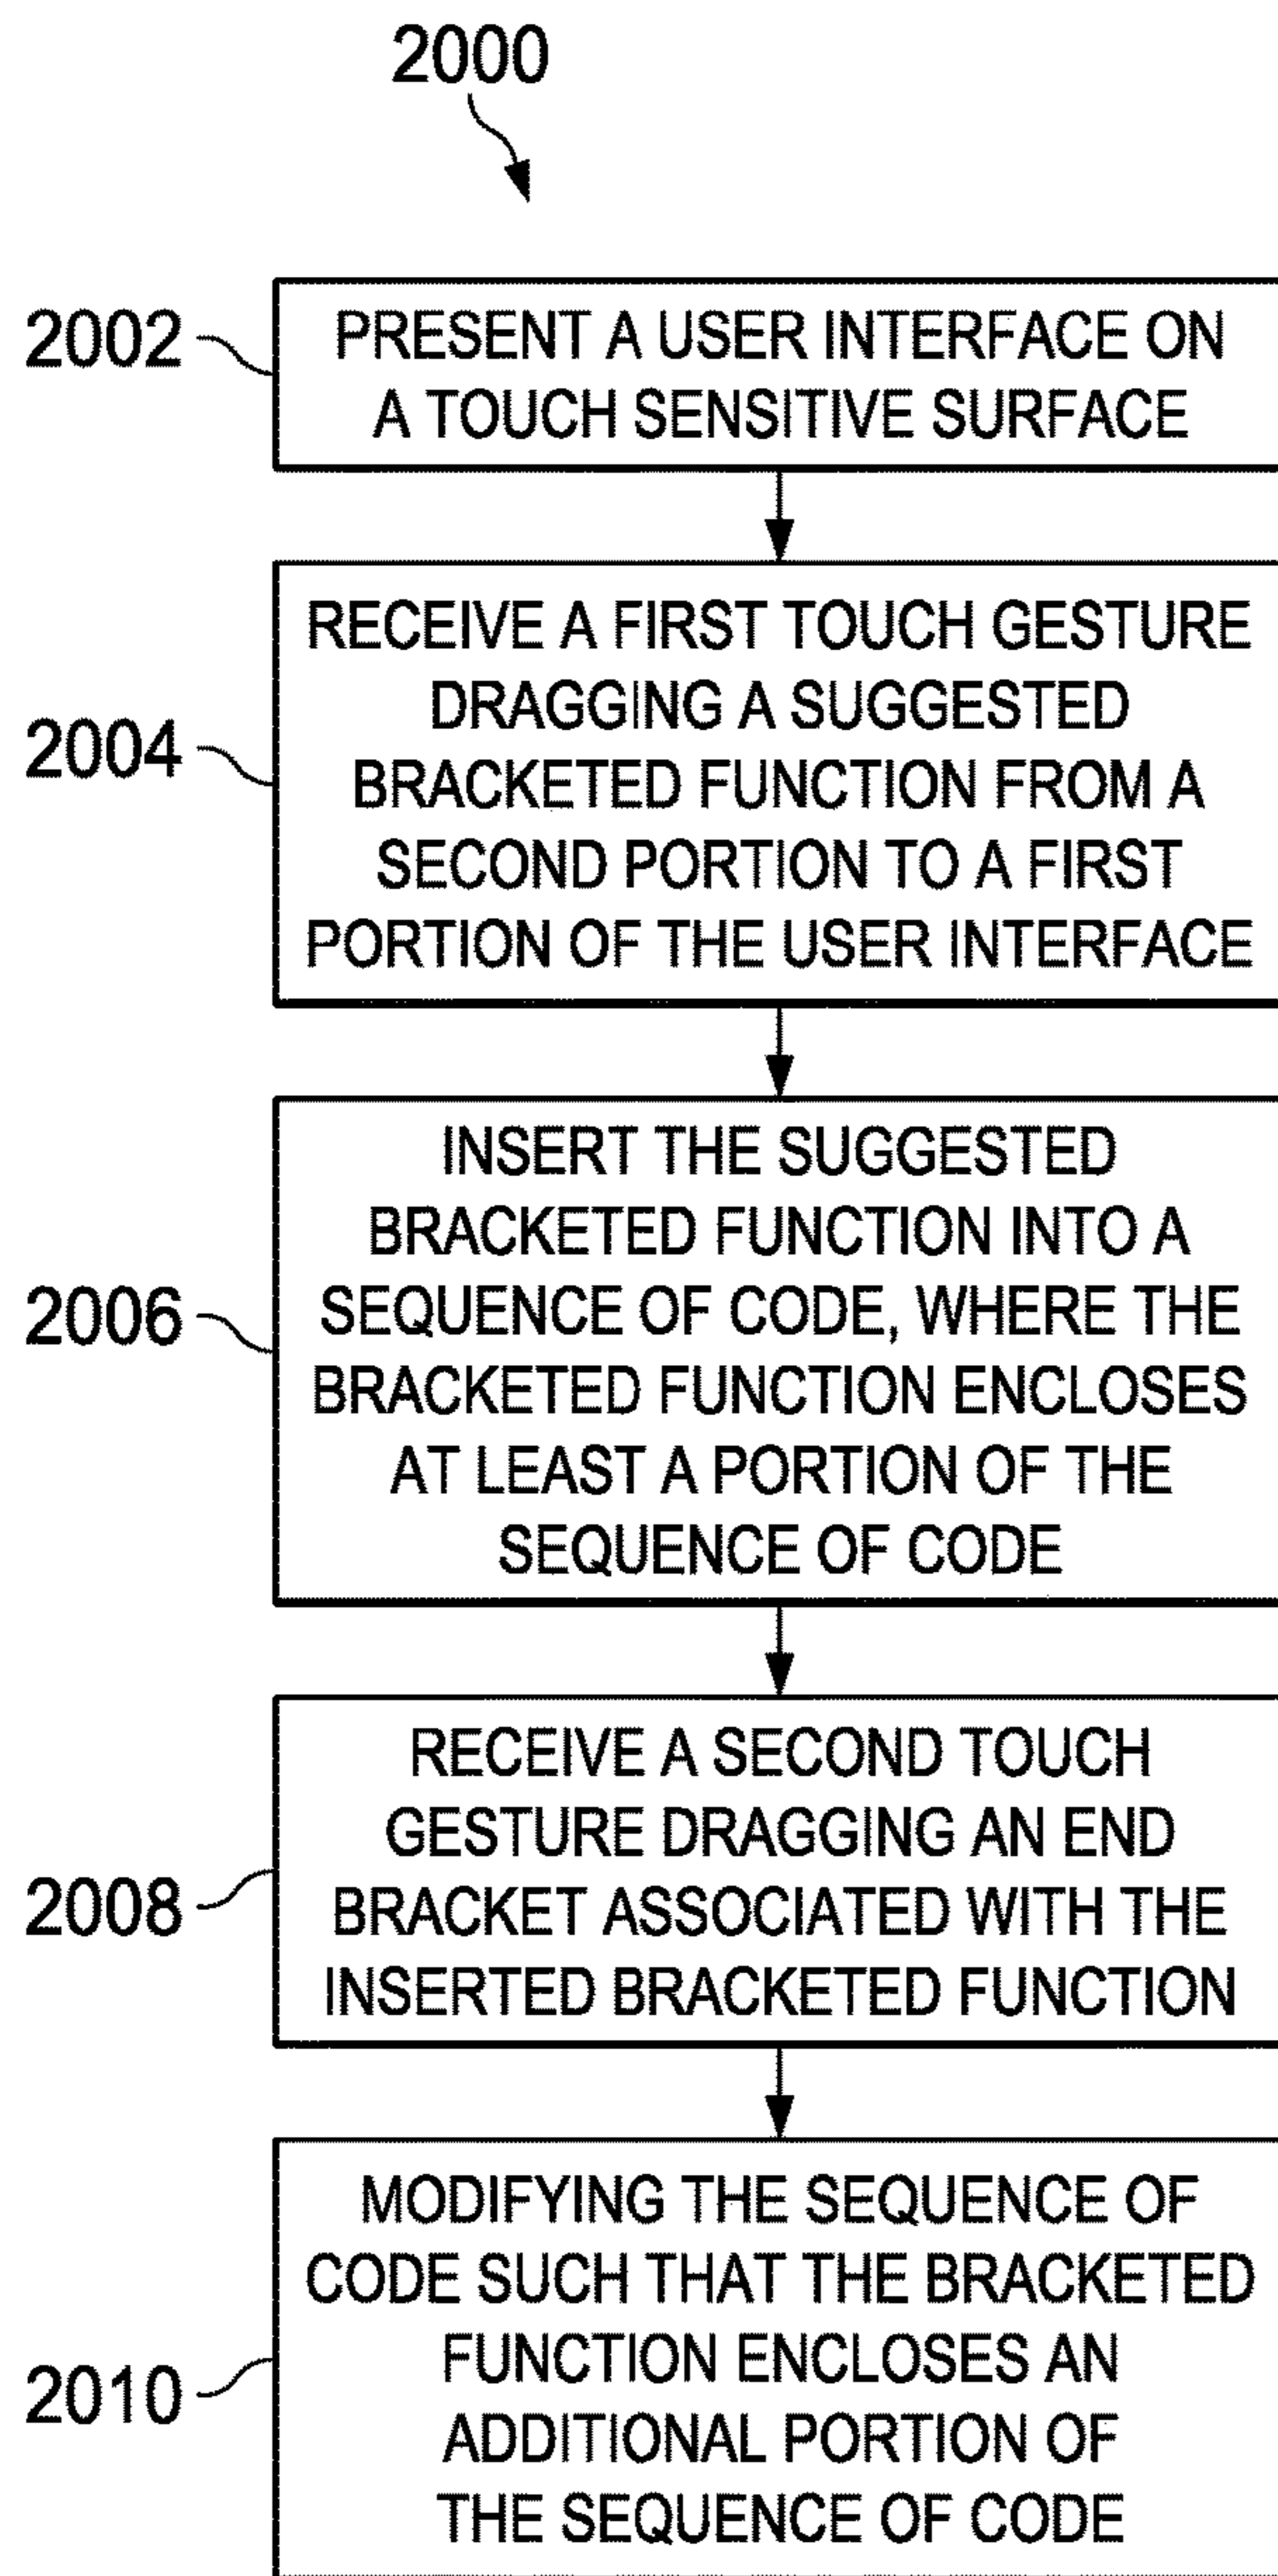 2000
2002
PRESENT A USER INTERFACE ON
A TOUCH SENSITIVE SURFACE
2004
RECEIVE A FIRST TOUCH GESTURE
DRAGGING A SUGGESTED
BRACKETED FUNCTION FROM A
SECOND PORTION TO A FIRST
PORTION OF THE USER INTERFACE
2006
INSERT THE SUGGESTED
BRACKETED FUNCTION INTO A
SEQUENCE OF CODE, WHERE THE
BRACKETED FUNCTION ENCLOSES
AT LEAST A PORTION OF THE
SEQUENCE OF CODE
2008
RECEIVE A SECOND TOUCH
GESTURE DRAGGING AN END
BRACKET ASSOCIATED WITH THE
INSERTED BRACKETED FUNCTION
2010
MODIFYING THE SEQUENCE OF
CODE SUCH THAT THE BRACKETED
FUNCTION ENCLOSES AN
ADDITIONAL PORTION OF
THE SEQUENCE OF CODE